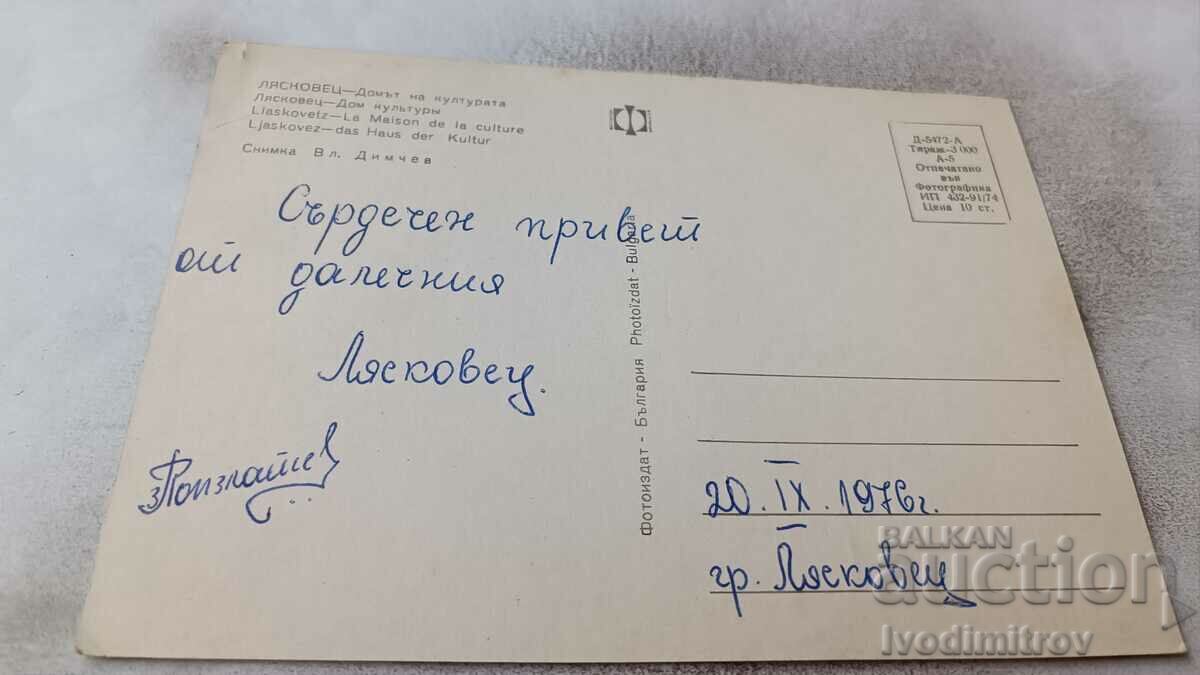 ЛЯСКОВЕЦ—Домът на културата
Лясковец—Дом культуры
Liaskovetz—La Maison de la culture
Ljaskovez—das Haus der Kultur
Снимка Вл. Димчев
Д-5472-А
Тираж-3 000
А-5
Отпечатано
във
Фотографика
ИП 432-91/74
Цена 10 ст.
Сърдечен привет
от далечния
Лясковец.
Фотоиздат - България Photoizdat - Bulgaria
20. IX. 1976г.
гр. Лясковец
BALKAN
auction
Ivodimitrov